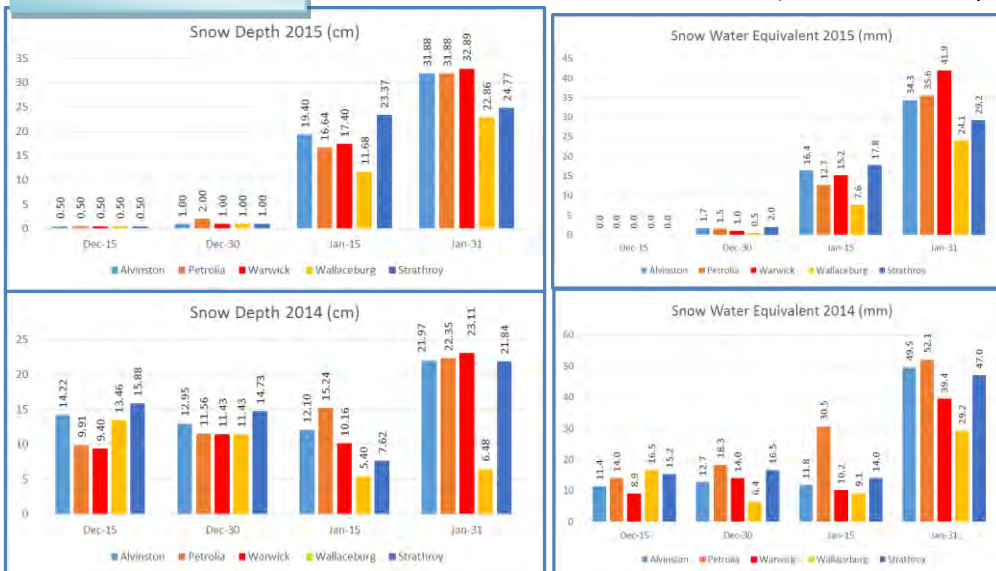 Snow Depth 2015 (cm)
35
30
25
20
15
10
5
0
0.50 0.50 0.50 0.50 0.50
1.00 2.00 1.00 1.00 1.00
19.40 16.64 17.40 11.68 23.37
31.88 31.88 32.89 22.86 24.77
Dec-15 Dec-30 Jan-15 Jan-31
Alvinston Petrolia Warwick Wallaceburg Strathroy
Snow Water Equivalent 2015 (mm)
45
40
35
30
25
20
15
10
5
0
0.0 0.0 0.0 0.0 0.0
1.7 1.5 1.0 0.5 2.0
16.4 12.7 15.2 7.6 17.8
34.3 35.6 41.9 24.1 29.2
Dec-15 Dec-30 Jan-15 Jan-31
Alvinston Petrolia Warwick Wallaceburg Strathroy
Snow Depth 2014 (cm)
25
20
15
10
5
0
14.22 9.91 9.40 13.46 15.88
12.95 11.56 11.43 11.43 14.73
12.10 15.24 10.16 5.40 7.62
21.97 22.35 23.11 6.48 21.84
Dec-15 Dec-30 Jan-15 Jan-31
Alvinston Petrolia Warwick Wallaceburg Strathroy
Snow Water Equivalent 2014 (mm)
60
50
40
30
20
10
0
11.4 14.0 8.9 16.5 15.2
12.7 18.3 14.0 6.4 16.5
11.8 30.5 10.2 9.1 14.0
49.5 52.1 39.4 29.2 47.0
Dec-15 Dec-30 Jan-15 Jan-31
Alvinston Petrolia Warwick Wallaceburg Strathroy